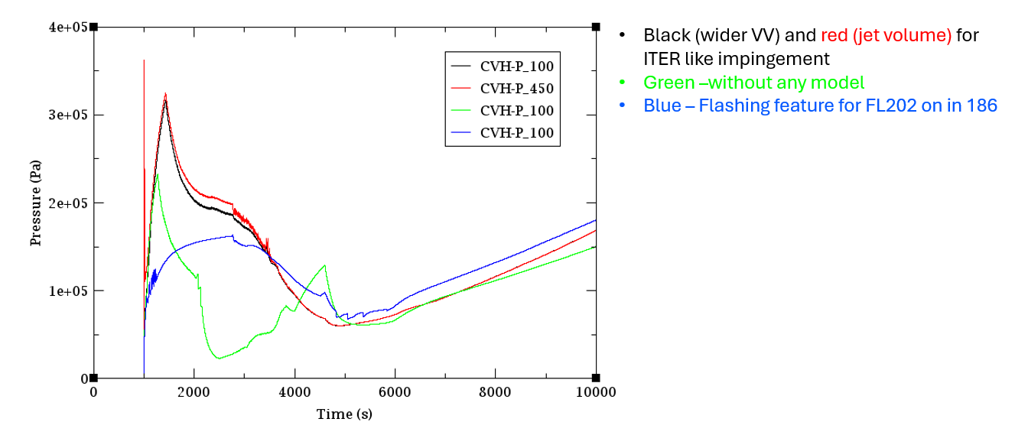 4e+05
3e+05
2e+05
1e+05
0
Pressure (Pa)
0 2000 4000 6000 8000 10000
Time (s)
CVH-P_100
CVH-P_450
CVH-P_100
CVH-P_100
• Black (wider VV) and red (jet volume) for
ITER like impingement
• Green –without any model
• Blue – Flashing feature for FL202 on in 186